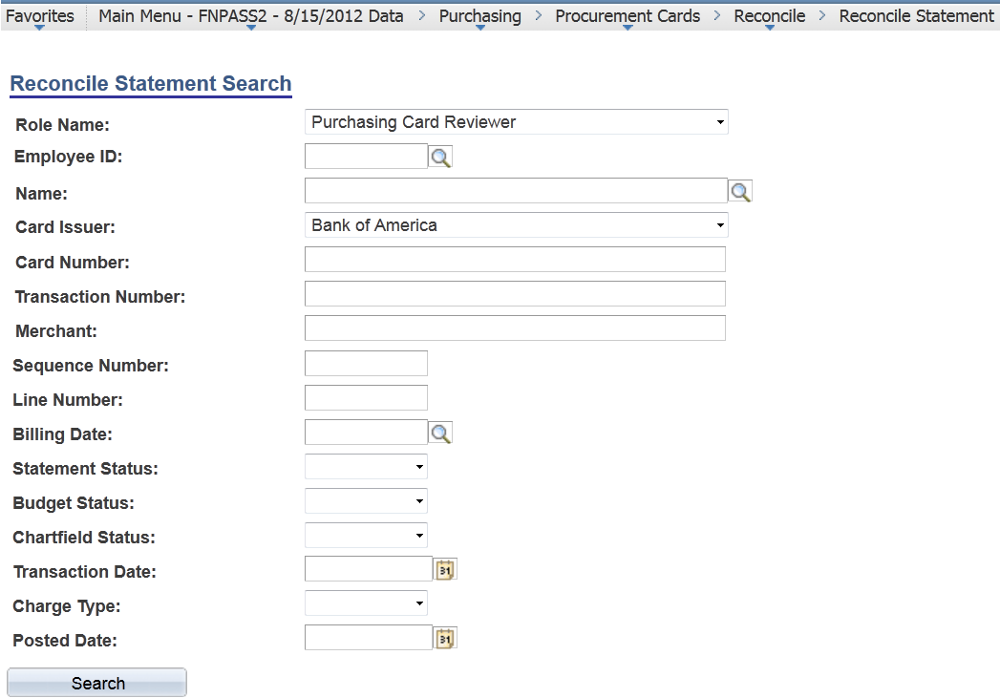 Favorites Main Menu - FNPASS2 - 8/15/2012 Data > Purchasing > Procurement Cards > Reconcile > Reconcile Statement
Reconcile Statement Search
Role Name: Purchasing Card Reviewer
Employee ID:
Name:
Card Issuer: Bank of America
Card Number:
Transaction Number:
Merchant:
Sequence Number:
Line Number:
Billing Date:
Statement Status:
Budget Status:
Chartfield Status:
Transaction Date: 31
Charge Type:
Posted Date: 31
Search